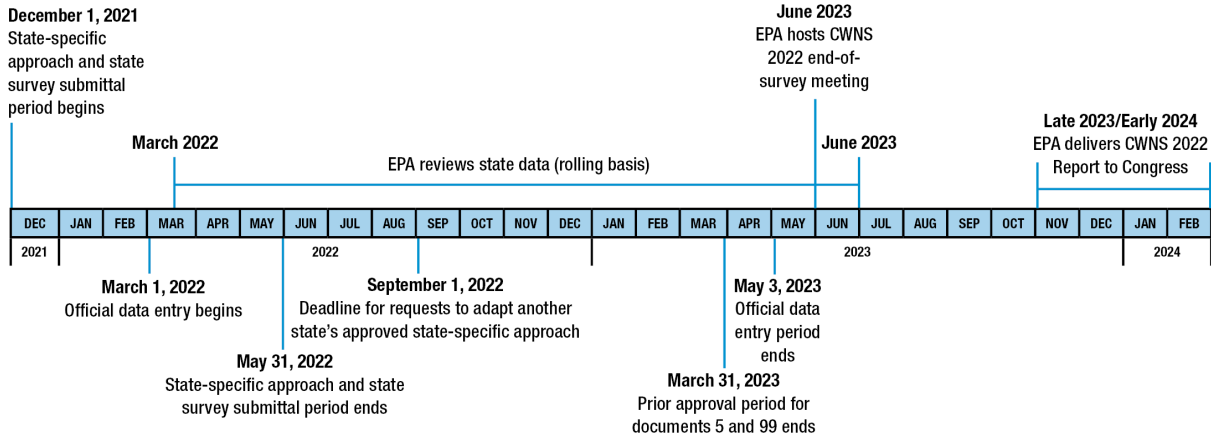 December 1, 2021
State-specific
approach and state
survey submittal
period begins
March 2022
EPA reviews state data (rolling basis)
June 2023
EPA hosts CWNS
2022 end-of-
survey meeting
June 2023
Late 2023/Early 2024
EPA delivers CWNS 2022
Report to Congress
DEC JAN FEB MAR APR MAY JUN JUL AUG SEP OCT NOV DEC JAN FEB MAR APR MAY JUN JUL AUG SEP OCT NOV DEC JAN FEB
2021 2022 2023 2024
March 1, 2022
Official data entry begins
May 31, 2022
State-specific approach and state
survey submittal period ends
September 1, 2022
Deadline for requests to adapt another
state's approved state-specific approach
March 31, 2023
Prior approval period for
documents 5 and 99 ends
May 3, 2023
Official data
entry period
ends